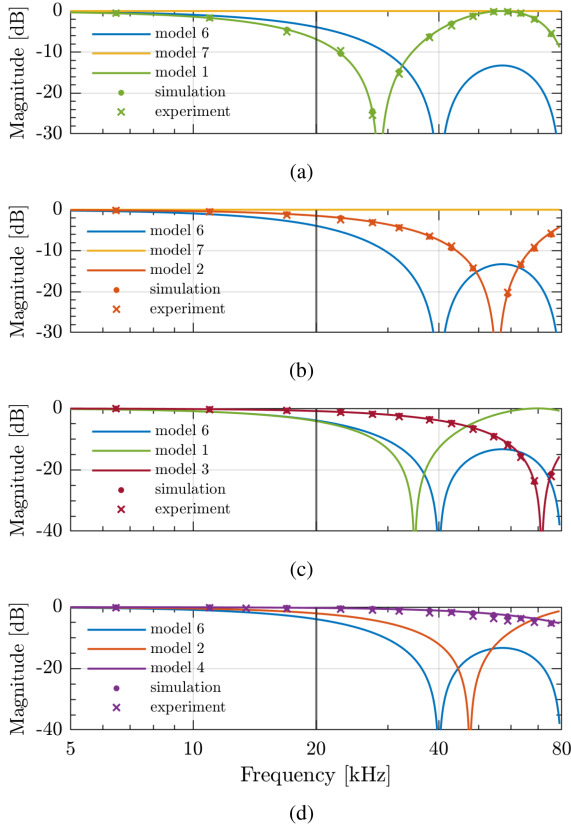 Magnitude [dB]
0
-10
-20
-30
model 6
model 7
model 1
simulation
experiment
(a)
Magnitude [dB]
0
-10
-20
-30
model 6
model 7
model 2
simulation
experiment
(b)
Magnitude [dB]
0
-20
-40
model 6
model 1
model 3
simulation
experiment
(c)
Magnitude [dB]
0
-20
-40
model 6
model 2
model 4
simulation
experiment
5 10 20 40 80
Frequency [kHz]
(d)